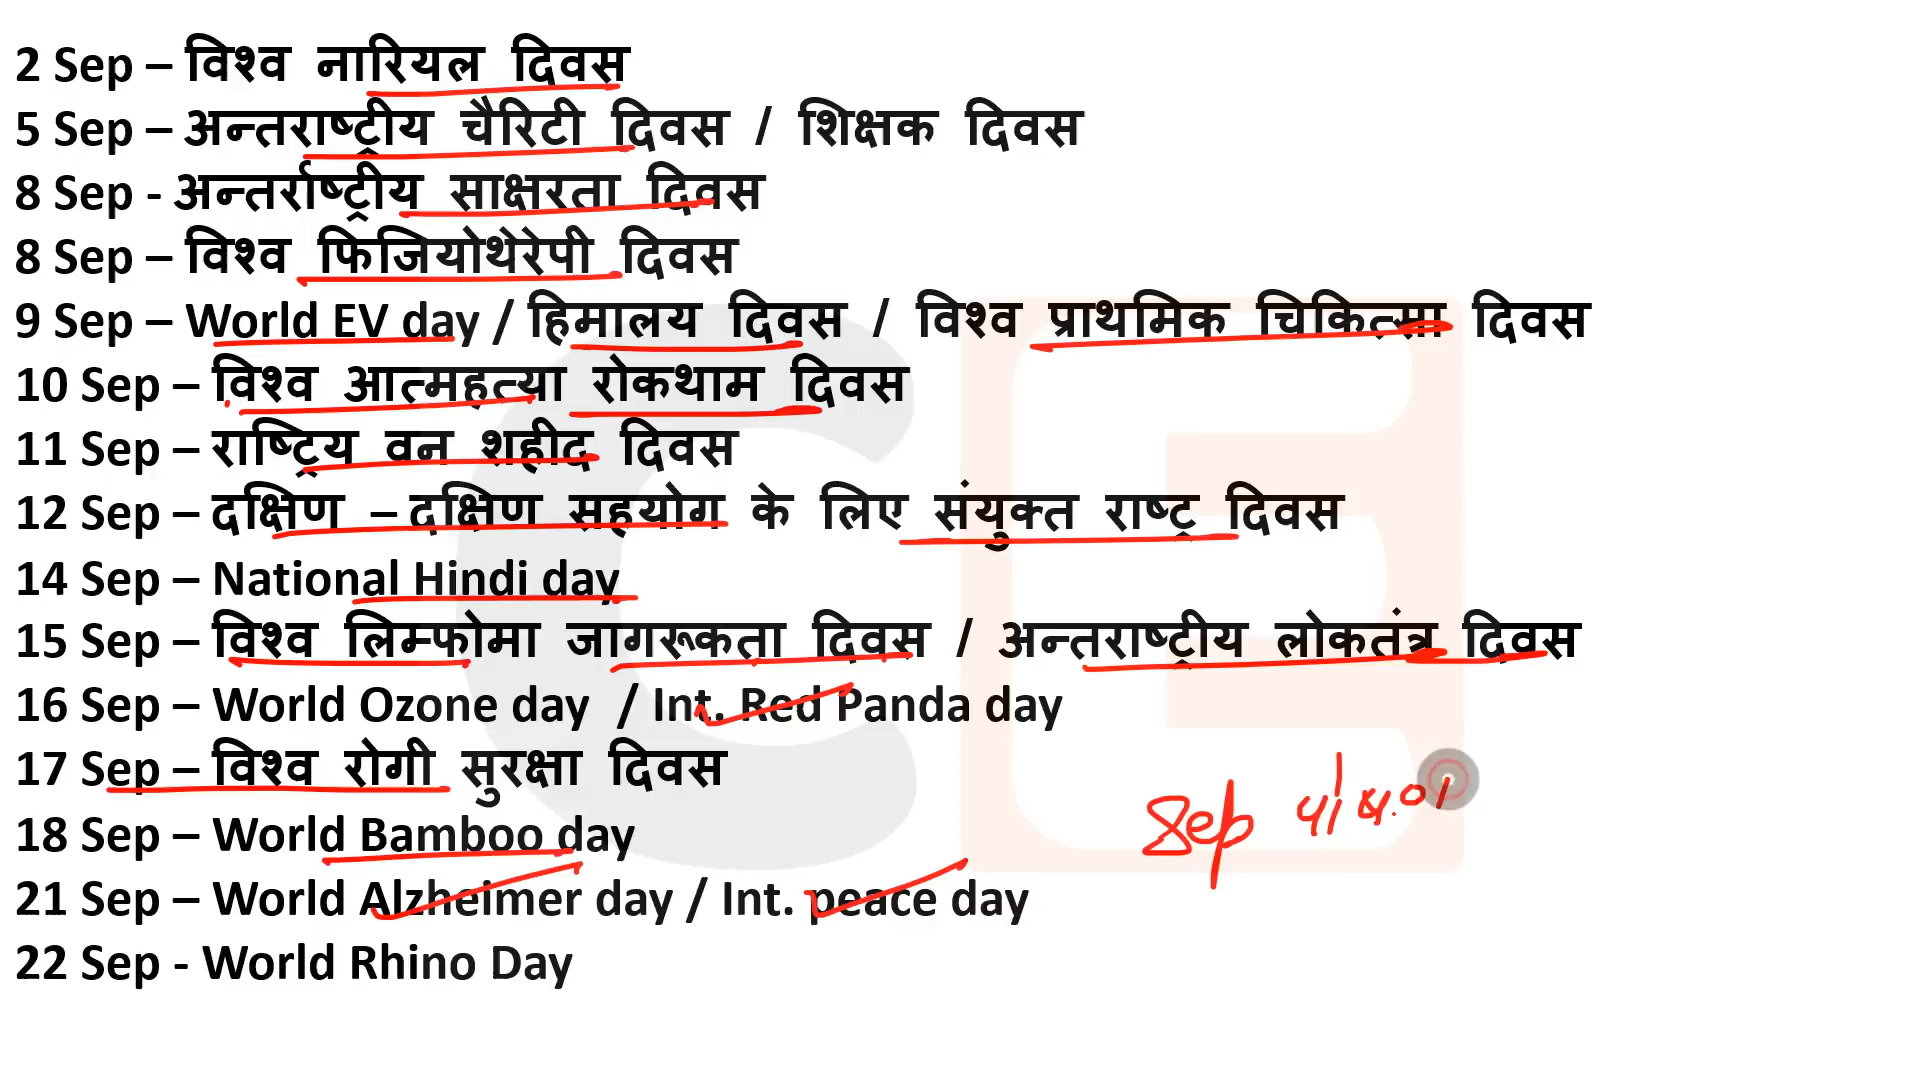 2 Sep – विश्व नारियल दिवस
5 Sep – अन्तराष्ट्रीय चैरिटी दिवस / शिक्षक दिवस
8 Sep - अन्तर्राष्ट्रीय साक्षरता दिवस
8 Sep – विश्व फिजियोथेरेपी दिवस
9 Sep – World EV day / हिमालय दिवस / विश्व प्राथमिक चिकित्सा दिवस
10 Sep – विश्व आत्महत्या रोकथाम दिवस
11 Sep – राष्ट्रिय वन शहीद दिवस
12 Sep – दक्षिण – दक्षिण सहयोग के लिए संयुक्त राष्ट्र दिवस
14 Sep – National Hindi day
15 Sep – विश्व लिम्फोमा जागरूकता दिवस / अन्तराष्ट्रीय लोकतंत्र दिवस
16 Sep – World Ozone day / Int. Red Panda day
17 Sep – विश्व रोगी सुरक्षा दिवस
18 Sep – World Bamboo day
21 Sep – World Alzheimer day / Int. peace day
22 Sep - World Rhino Day
Sep